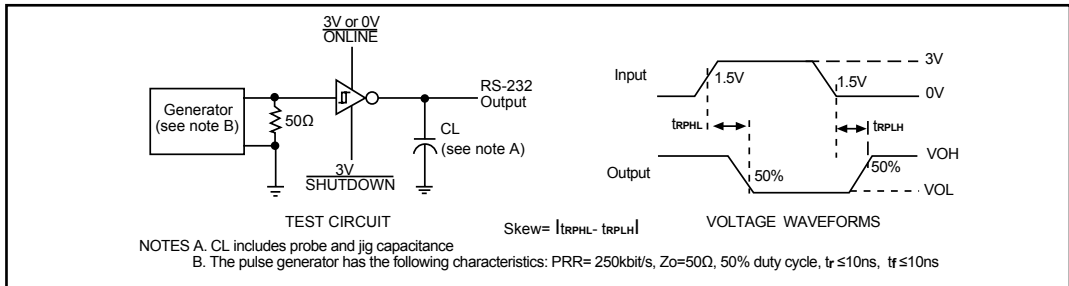 3V or 0V
ONLINE
Generator
(see note B)
50Ω
RS-232
Output
CL
(see note A)
3V
SHUTDOWN
TEST CIRCUIT
Input
1.5V
1.5V
3V
0V
tRPHL
tRPLH
Output
50%
50%
VOH
VOL
Skew= |tRPHL- tRPLH|
VOLTAGE WAVEFORMS
NOTES A. CL includes probe and jig capacitance
B. The pulse generator has the following characteristics: PRR= 250kbit/s, Zo=50Ω, 50% duty cycle, tr ≤10ns, tf ≤10ns